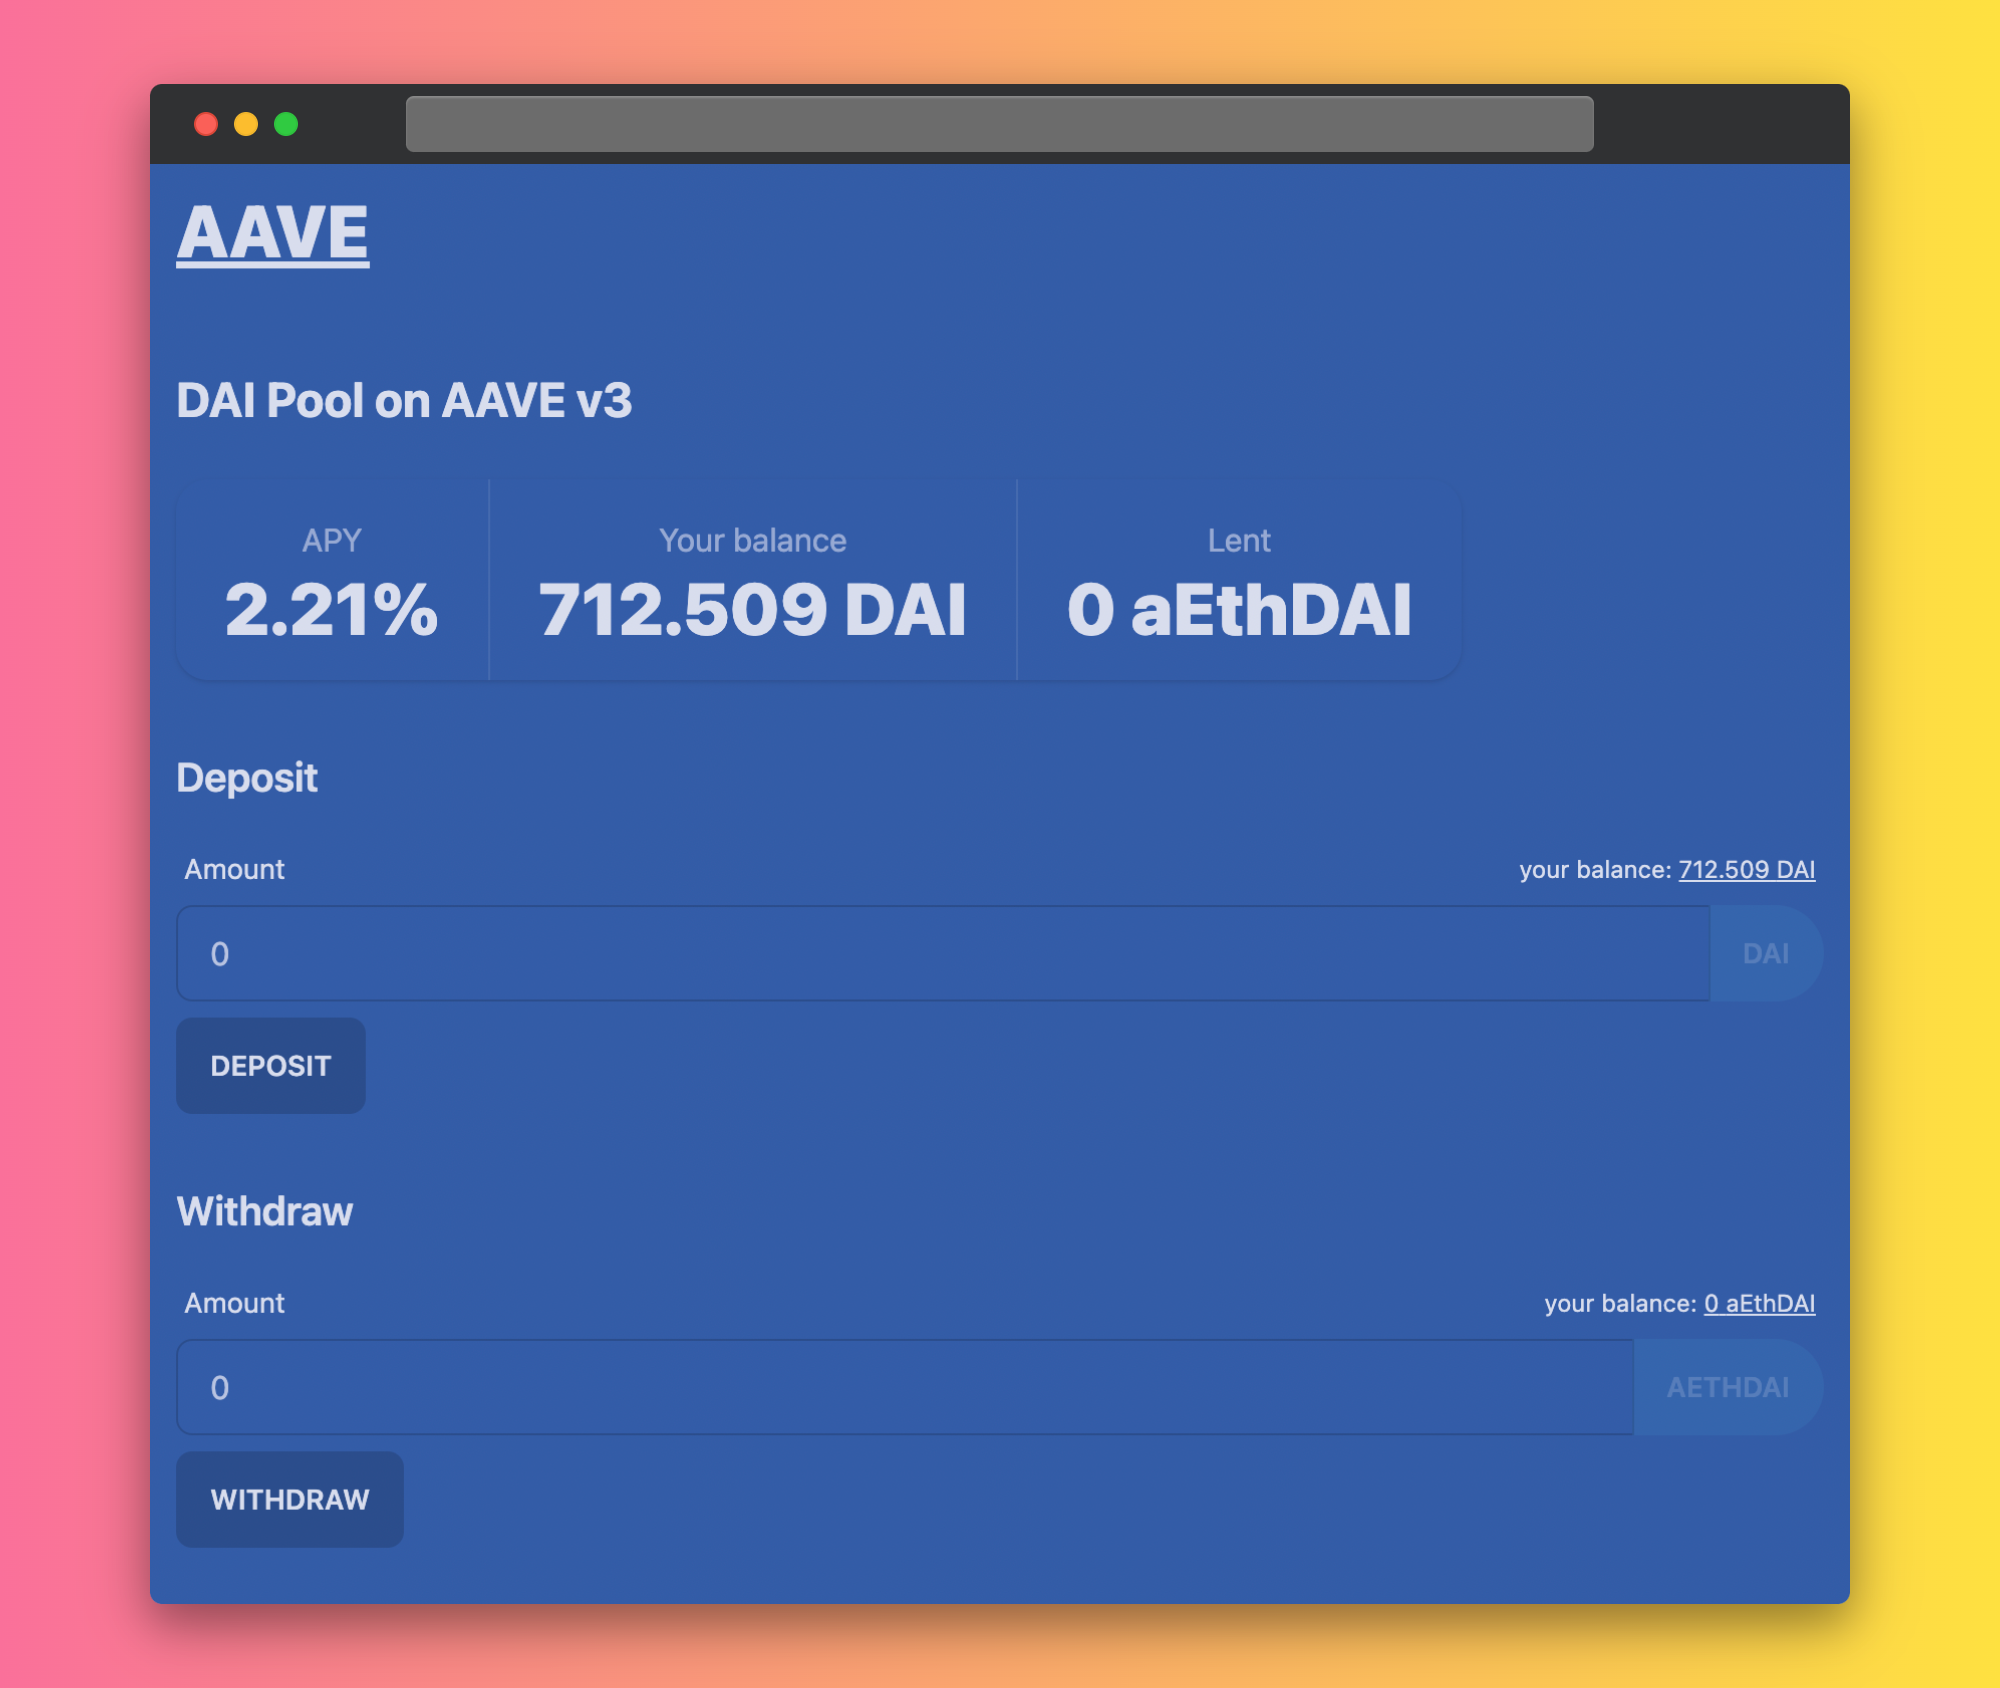 AAVE
DAI Pool on AAVE v3
APY
2.21%
Your balance
712.509 DAI
Lent
0 aEthDAI
Deposit
Amount
your balance: 712.509 DAI
0
DAI
DEPOSIT
Withdraw
Amount
your balance: 0 aEthDAI
0
AETHDAI
WITHDRAW